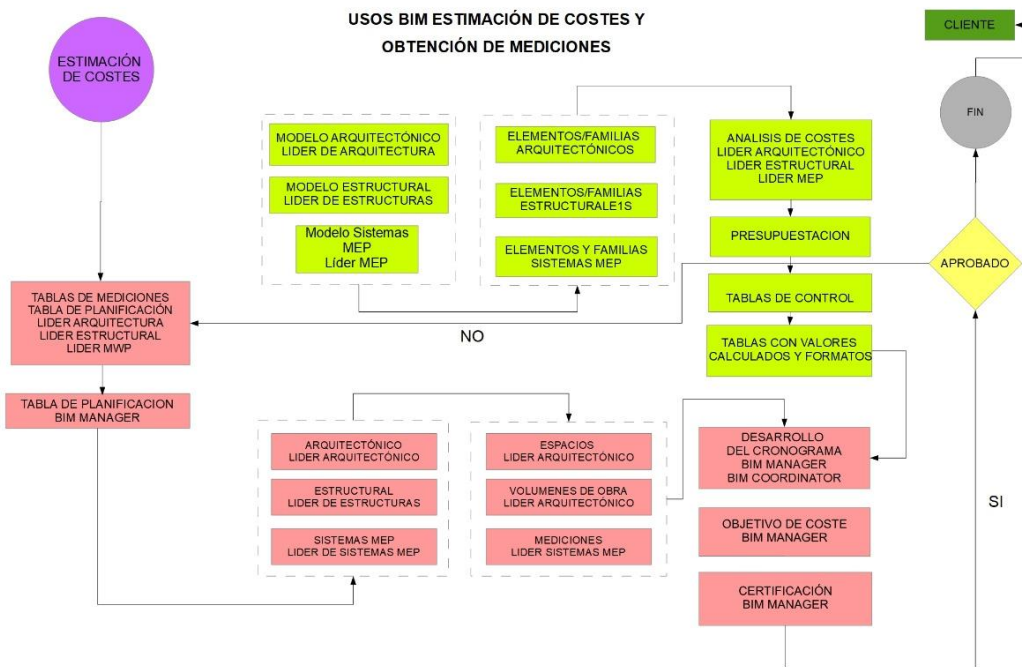 USOS BIM ESTIMACIÓN DE COSTES Y
OBTENCIÓN DE MEDICIONES
CLIENTE
ESTIMACIÓN
DE COSTES
FIN
MODELO ARQUITECTÓNICO
LIDER DE ARQUITECTURA
MODELO ESTRUCTURAL
LIDER DE ESTRUCTURAS
Modelo Sistemas
MEP
Líder MEP
ELEMENTOS/FAMILIAS
ARQUITECTÓNICOS
ELEMENTOS/FAMILIAS
ESTRUCTURALE1S
ELEMENTOS Y FAMILIAS
SISTEMAS MEP
ANALISIS DE COSTES
LIDER ARQUITECTÓNICO
LIDER ESTRUCTURAL
LIDER MEP
PRESUPUESTACION
TABLAS DE CONTROL
TABLAS CON VALORES
CALCULADOS Y FORMATOS
APROBADO
NO
SI
TABLAS DE MEDICIONES
TABLA DE PLANIFICACIÓN
LIDER ARQUITECTURA
LIDER ESTRUCTURAL
LIDER MWP
TABLA DE PLANIFICACION
BIM MANAGER
ARQUITECTÓNICO
LIDER ARQUITECTÓNICO
ESTRUCTURAL
LIDER DE ESTRUCTURAS
SISTEMAS MEP
LIDER DE SISTEMAS MEP
ESPACIOS
LIDER ARQUITECTÓNICO
VOLUMENES DE OBRA
LIDER ARQUITECTÓNICO
MEDICIONES
LIDER SISTEMAS MEP
DESARROLLO
DEL CRONOGRAMA
BIM MANAGER
BIM COORDINATOR
OBJETIVO DE COSTE
BIM MANAGER
CERTIFICACIÓN
BIM MANAGER